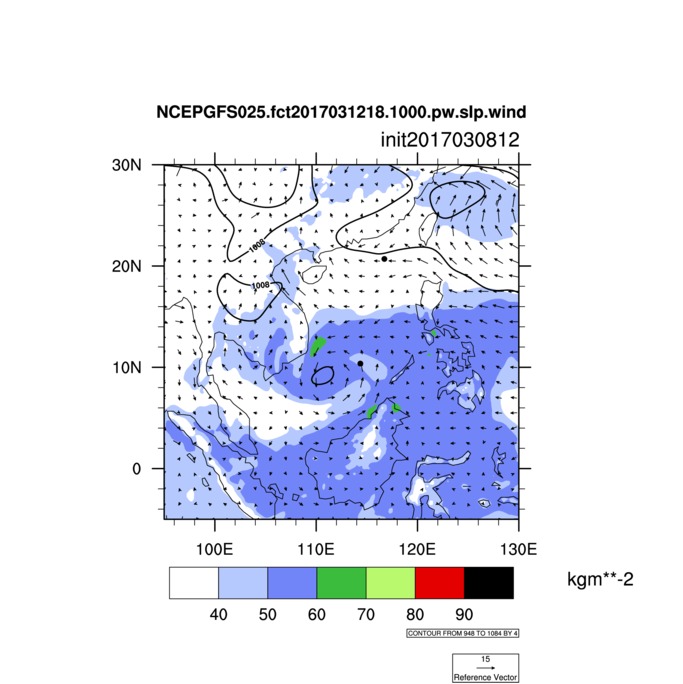 NCEPGFS025.fct2017031218.1000.pw.slp.wind
init2017030812
30N
1008
20N
1008
10N
0
100E 110E 120E 130E
kgm**-2
40 50 60 70 80 90
CONTOUR FROM 948 TO 1084 BY 4
15
Reference Vector